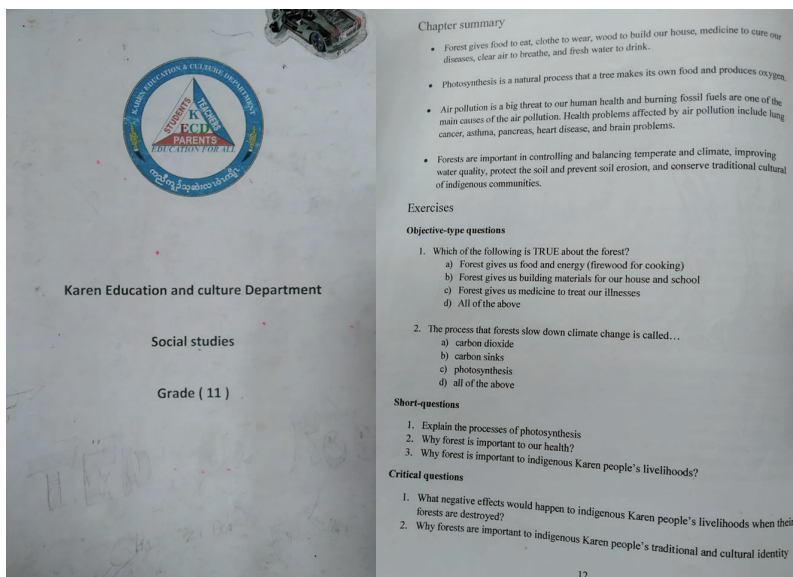 KAREN EDUCATION & CULTURE DEPARTMENT
STUDENTS
TEACHERS
K
ECD
PARENTS
EDUCATION FOR ALL
Karen Education and culture Department
Social studies
Grade ( 11 )
Chapter summary
• Forest gives food to eat, clothe to wear, wood to build our house, medicine to cure our
diseases, clear air to breathe, and fresh water to drink.
• Photosynthesis is a natural process that a tree makes its own food and produces oxygen.
• Air pollution is a big threat to our human health and burning fossil fuels are one of the
main causes of the air pollution. Health problems affected by air pollution include lung
cancer, asthma, pancreas, heart disease, and brain problems.
• Forests are important in controlling and balancing temperate and climate, improving
water quality, protect the soil and prevent soil erosion, and conserve traditional cultural
of indigenous communities.
Exercises
Objective-type questions
1. Which of the following is TRUE about the forest?
a) Forest gives us food and energy (firewood for cooking)
b) Forest gives us building materials for our house and school
c) Forest gives us medicine to treat our illnesses
d) All of the above
2. The process that forests slow down climate change is called…
a) carbon dioxide
b) carbon sinks
c) photosynthesis
d) all of the above
Short-questions
1. Explain the processes of photosynthesis
2. Why forest is important to our health?
3. Why forest is important to indigenous Karen people's livelihoods?
Critical questions
1. What negative effects would happen to indigenous Karen people's livelihoods when their
forests are destroyed?
2. Why forests are important to indigenous Karen people's traditional and cultural identity
12